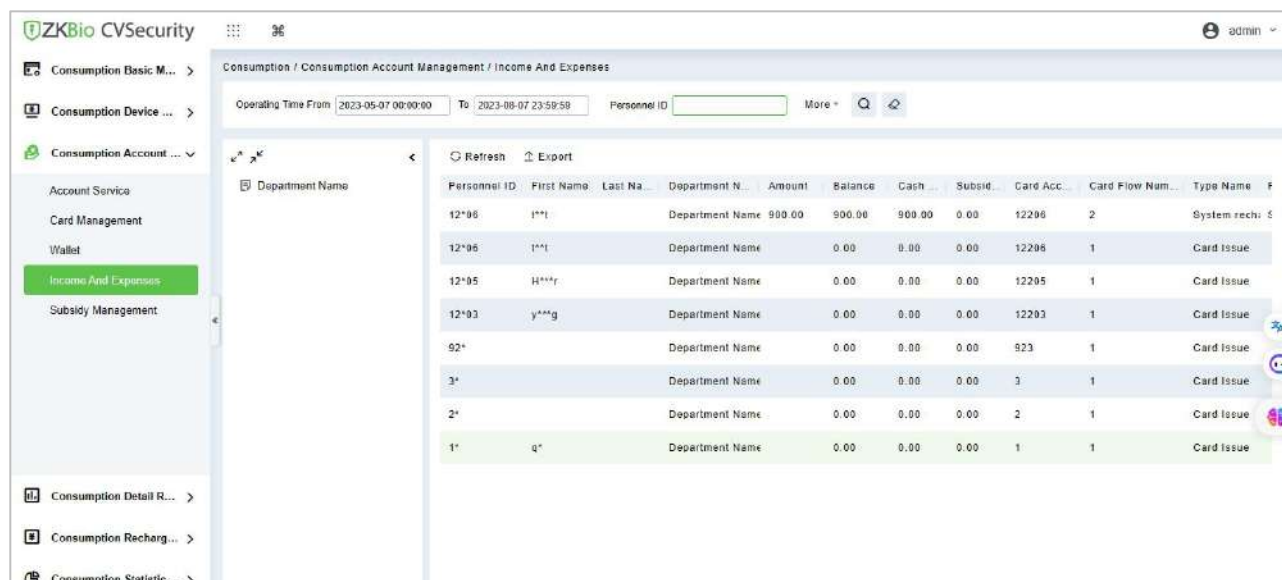 ZKBio CVSecurity
admin
Consumption Basic M...
Consumption Device ...
Consumption Account ...
Account Service
Card Management
Wallet
Income And Expenses
Subsidy Management
Consumption Detail R...
Consumption Recharg...
Consumption Statistic...
Consumption / Consumption Account Management / Income And Expenses
Operating Time From 2023-05-07 00:00:00 To 2023-08-07 23:59:59 Personnel ID More
Department Name
Refresh Export
Personnel ID First Name Last Na... Department N... Amount Balance Cash ... Subsid... Card Acc... Card Flow Num... Type Name
12*06 Department Name 900.00 900.00 900.00 0.00 12206 2 System recha
12*06 Department Name 0.00 0.00 0.00 12206 1 Card Issue
12*05 H***r Department Name 0.00 0.00 0.00 12205 1 Card Issue
12*03 y***g Department Name 0.00 0.00 0.00 12203 1 Card Issue
92* Department Name 0.00 0.00 0.00 923 1 Card Issue
3* Department Name 0.00 0.00 0.00 3 1 Card Issue
2* Department Name 0.00 0.00 0.00 2 1 Card Issue
1* q* Department Name 0.00 0.00 0.00 1 1 Card Issue